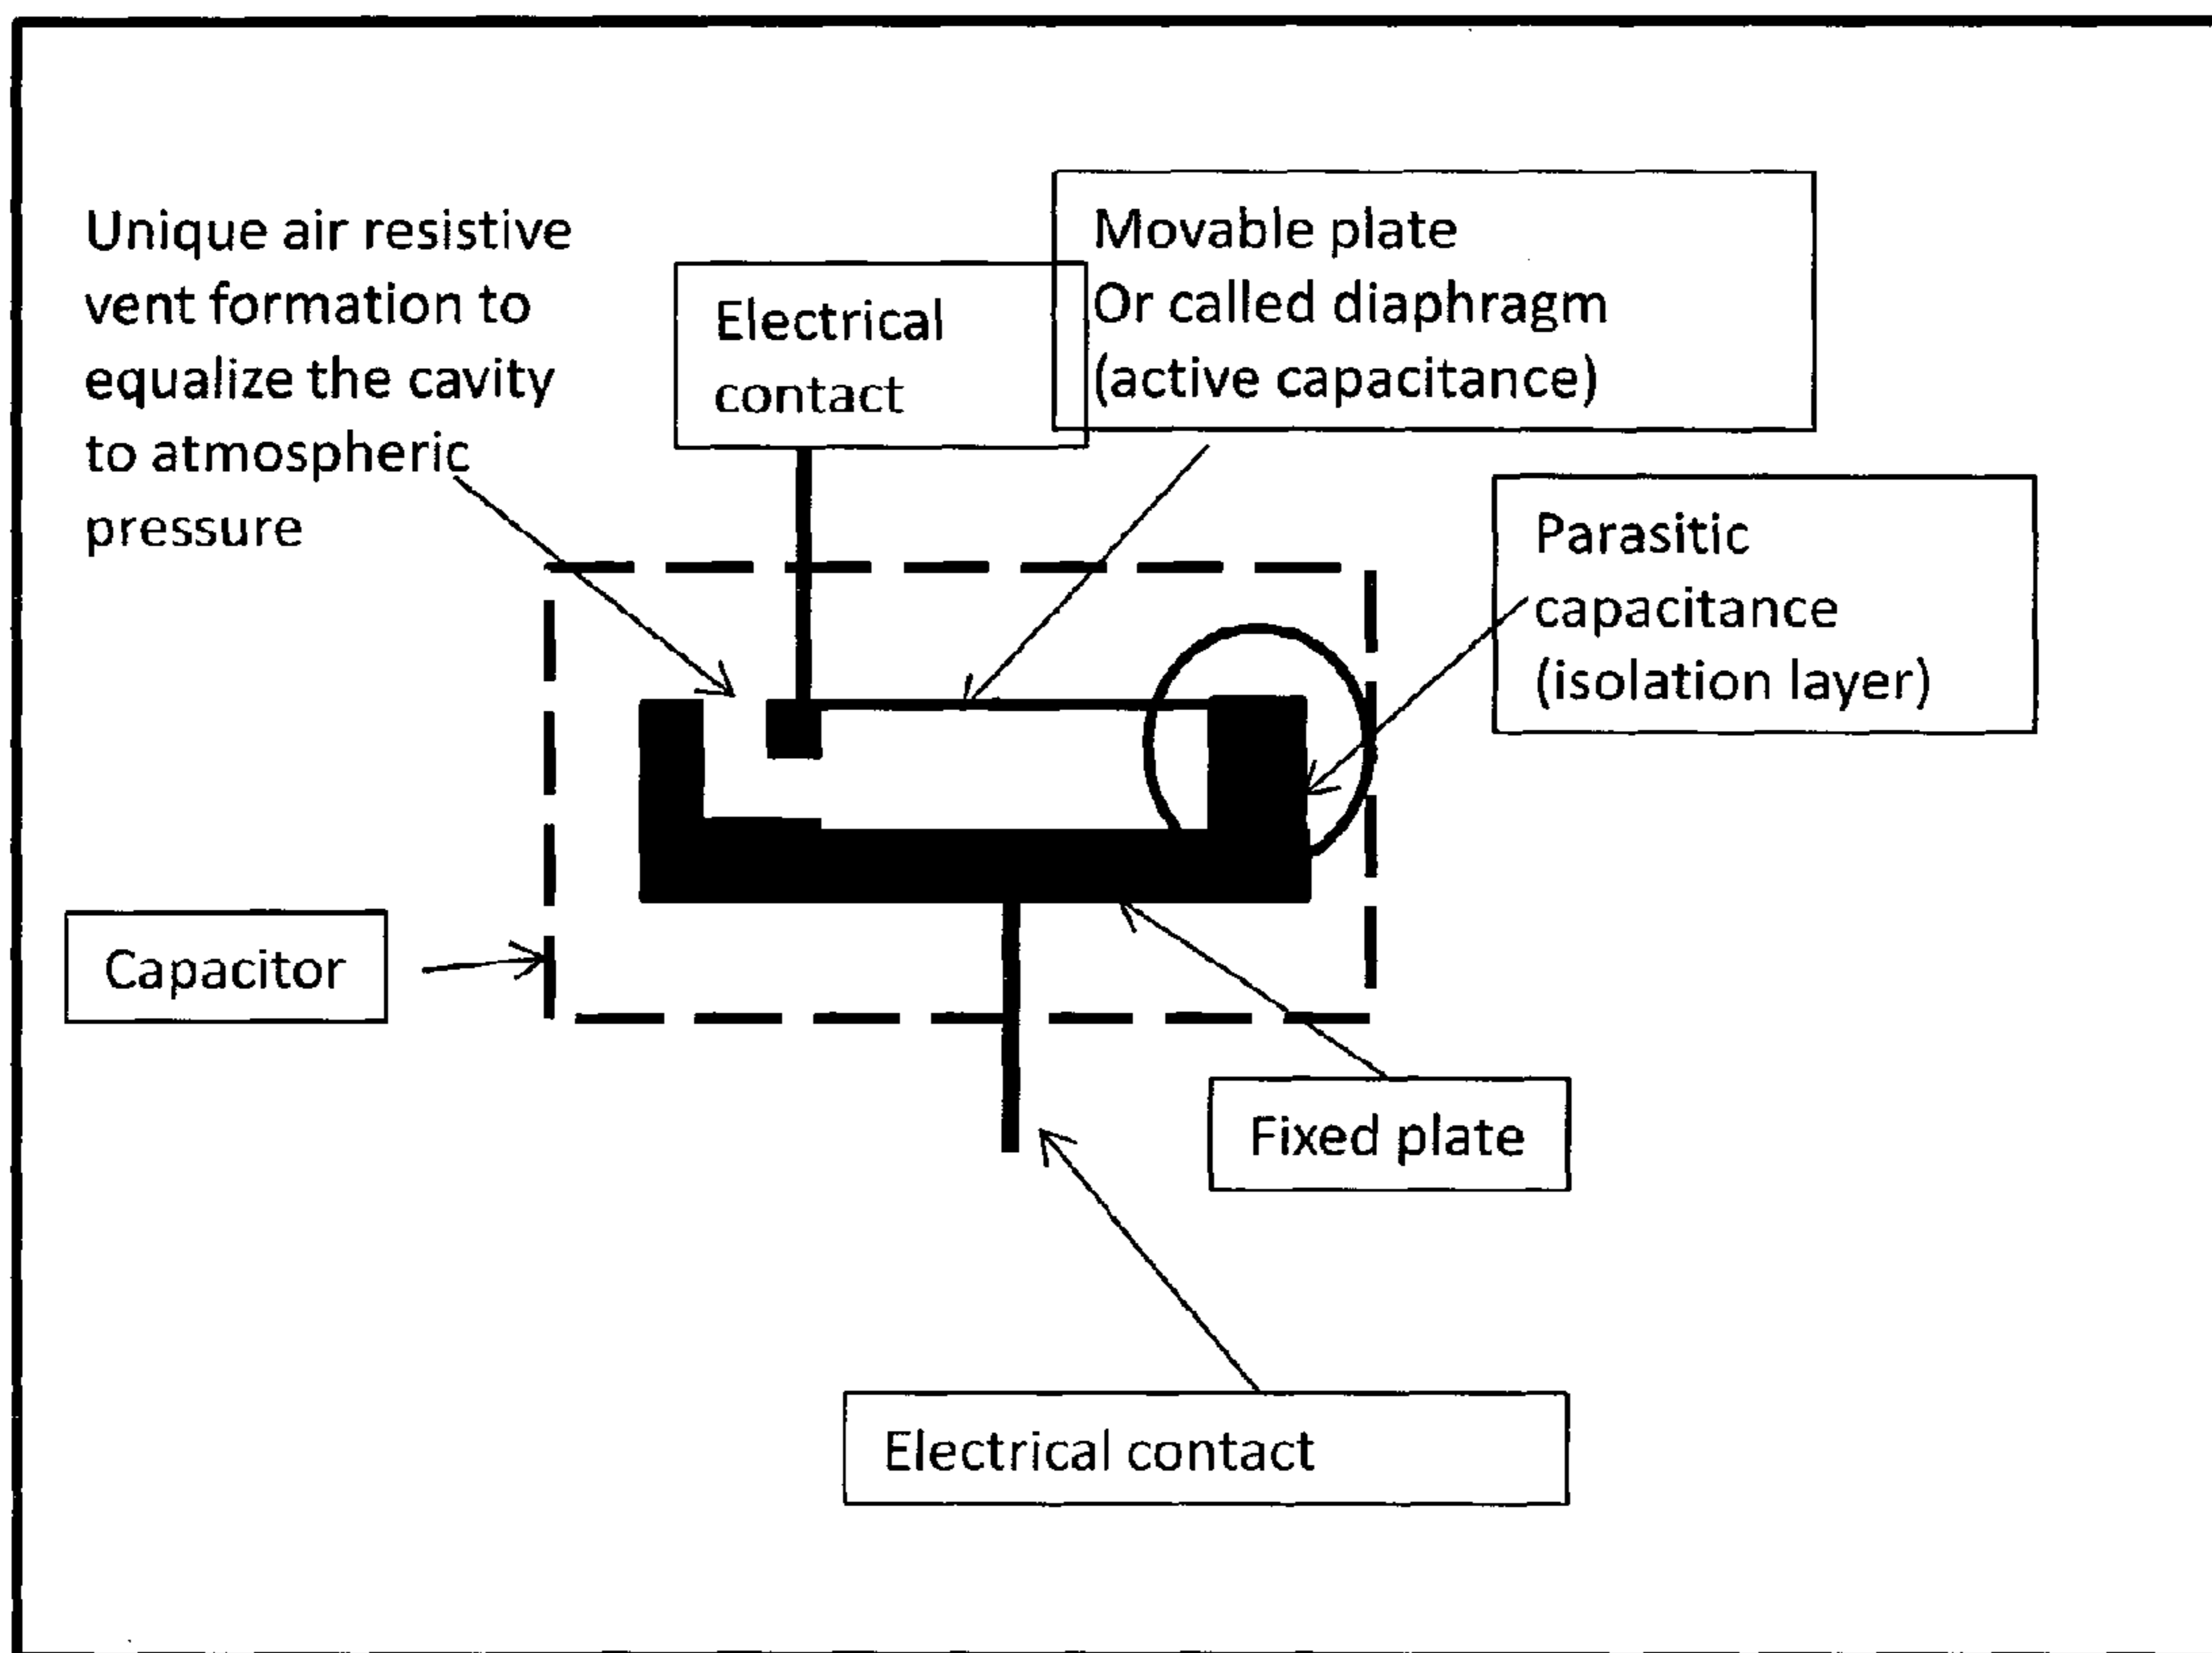 Unique air resistive
vent formation to
equalize the cavity
to atmospheric
pressure
Electrical
contact
Movable plate
Or called diaphragm
(active capacitance)
Parasitic
capacitance
(isolation layer)
Capacitor
Fixed plate
Electrical contact